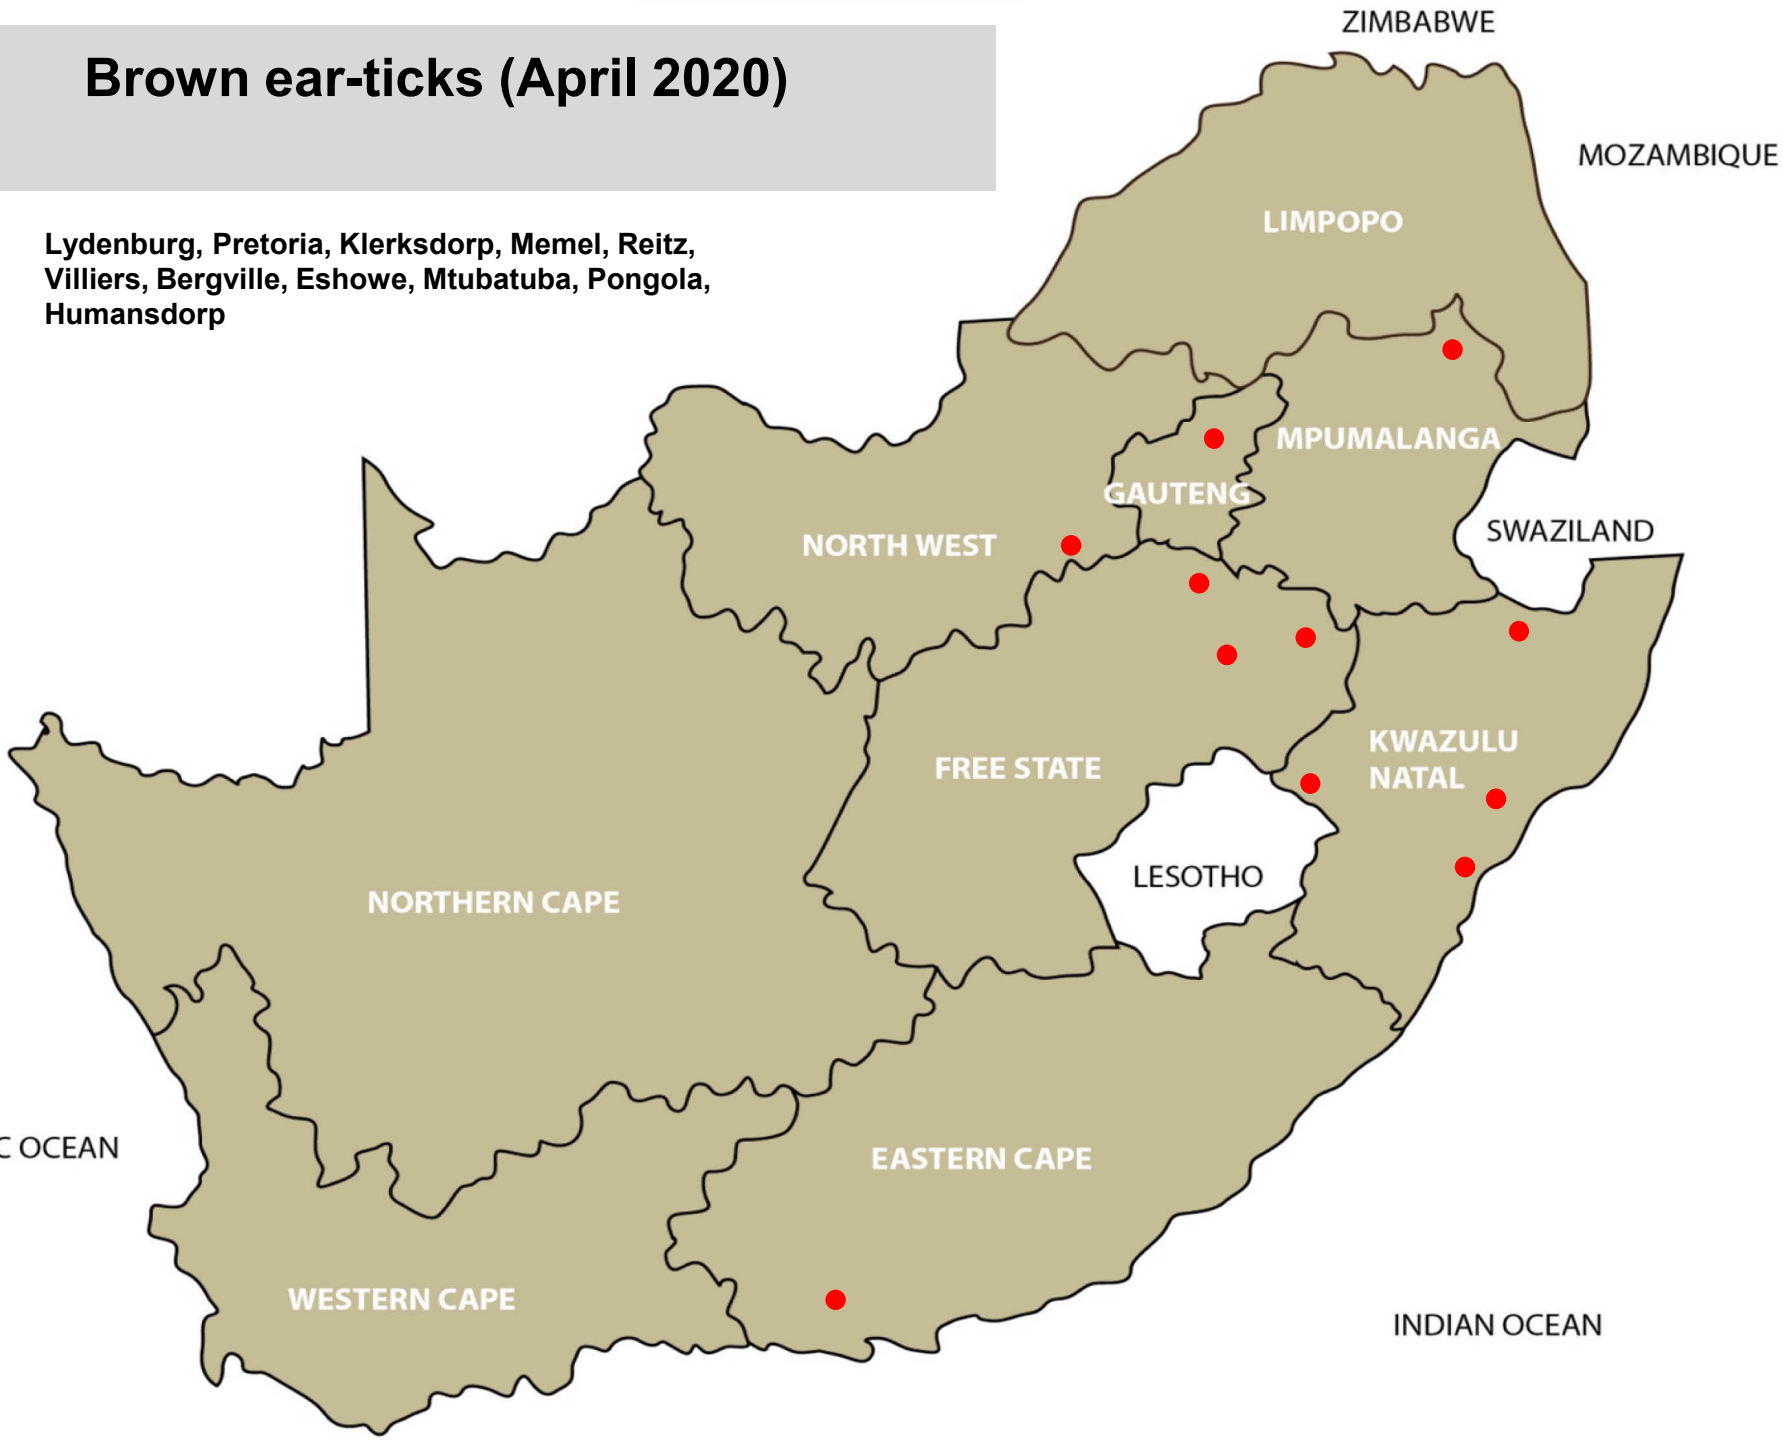 ZIMBABWE
Brown ear-ticks (April 2020)
MOZAMBIQUE
LIMPOPO
Lydenburg, Pretoria, Klerksdorp, Memel, Reitz,
Villiers, Bergville, Eshowe, Mtubatuba, Pongola,
Humansdorp
MPUMALANGA
GAUTENG
SWAZILAND
NORTH WEST
KWAZULU
NATAL
FREE STATE
LESOTHO
NORTHERN CAPE
C OCEAN
EASTERN CAPE
WESTERN CAPE
INDIAN OCEAN